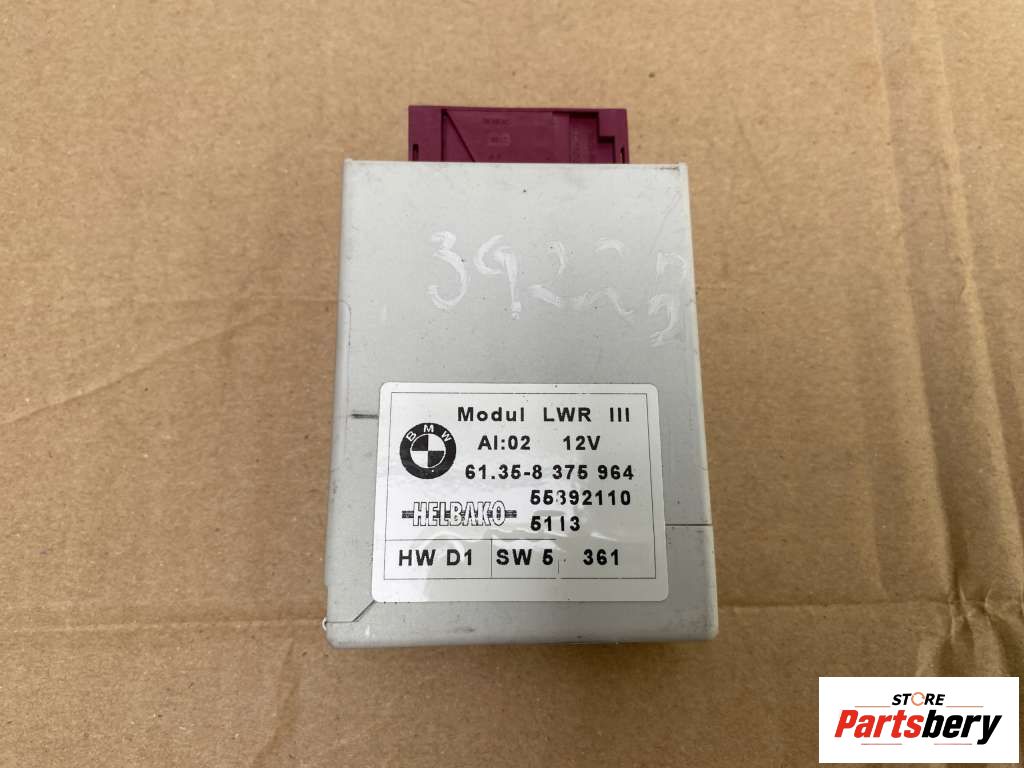 Modul LWR III
BMW
AI:02 12V
61.35-8 375 964
55392110
HELBAKO
5113
HW D1 SW 5 361
STORE
Partsbery